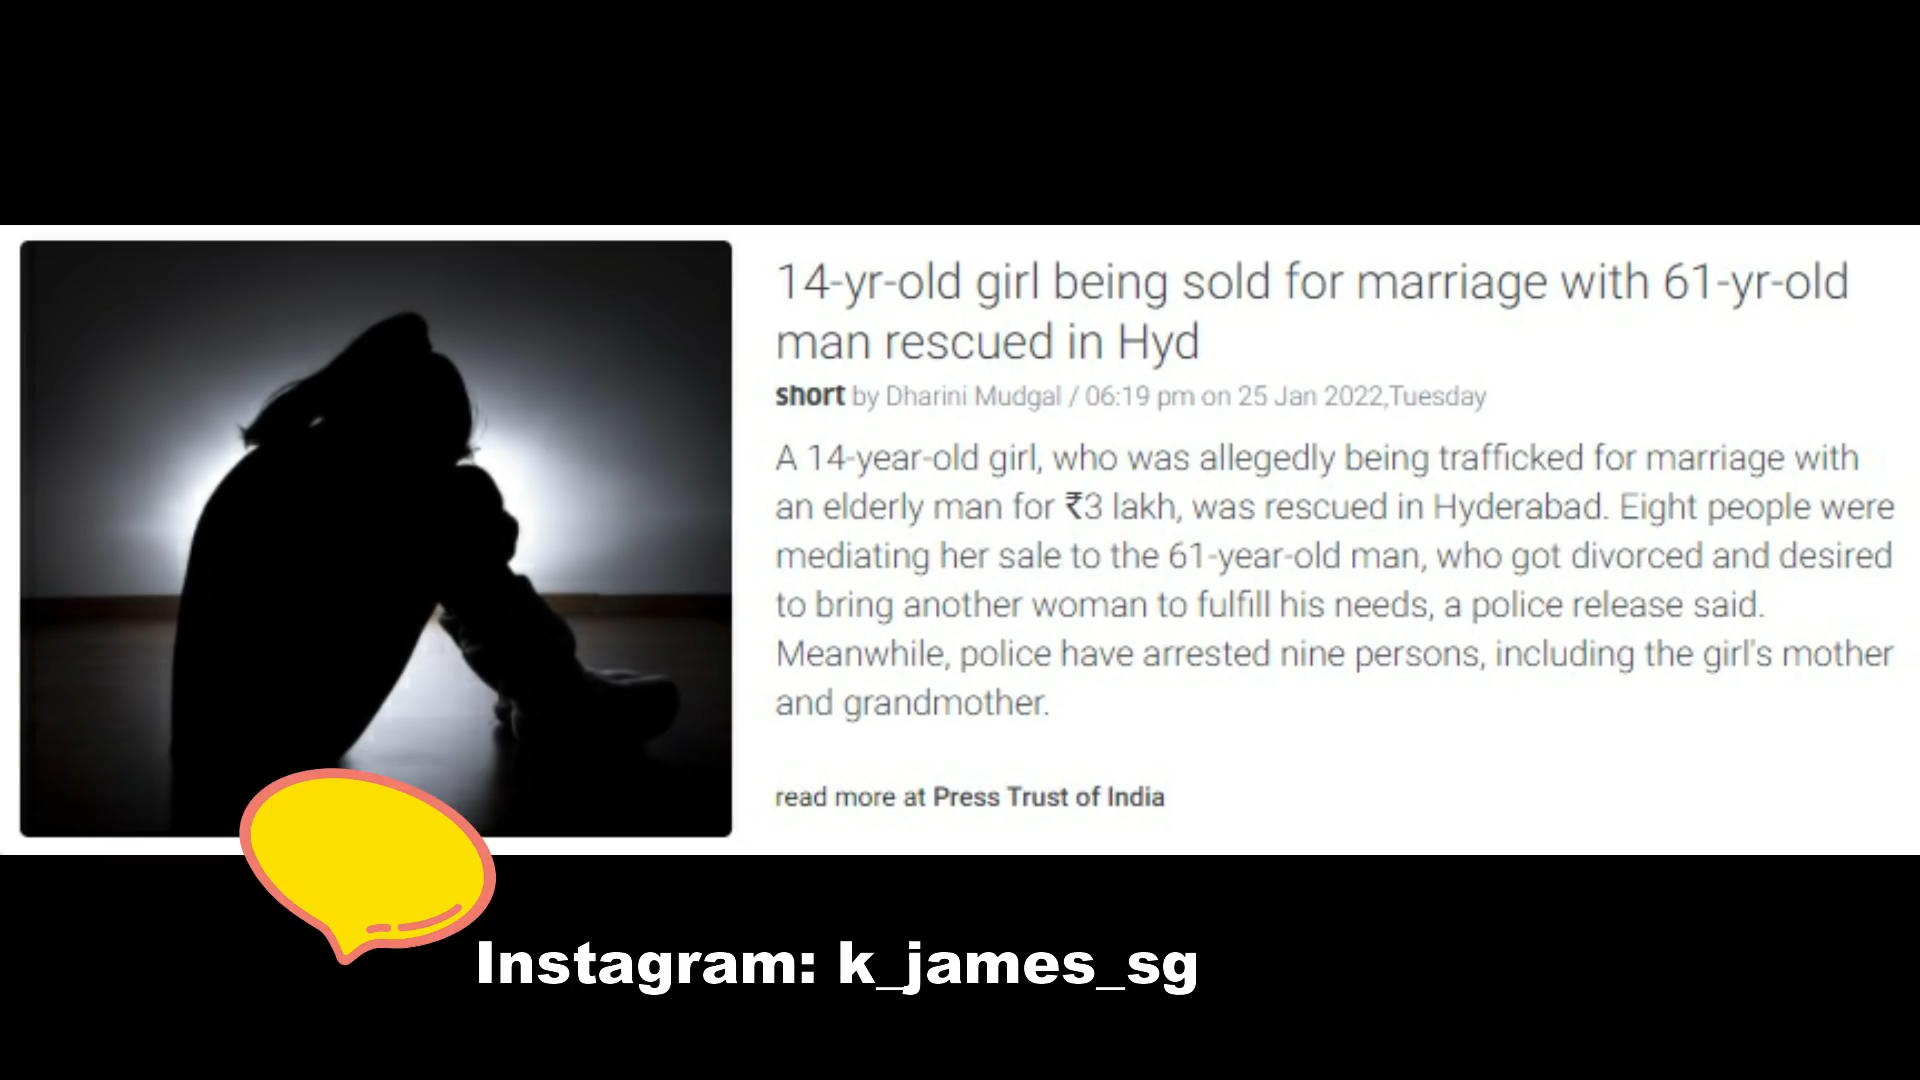 14-yr-old girl being sold for marriage with 61-yr-old
man rescued in Hyd
short by Dharini Mudgal / 06:19 pm on 25 Jan 2022,Tuesday
A 14-year-old girl, who was allegedly being trafficked for marriage with
an elderly man for ₹3 lakh, was rescued in Hyderabad. Eight people were
mediating her sale to the 61-year-old man, who got divorced and desired
to bring another woman to fulfill his needs, a police release said.
Meanwhile, police have arrested nine persons, including the girl's mother
and grandmother.
read more at Press Trust of India
Instagram: k_james_sg